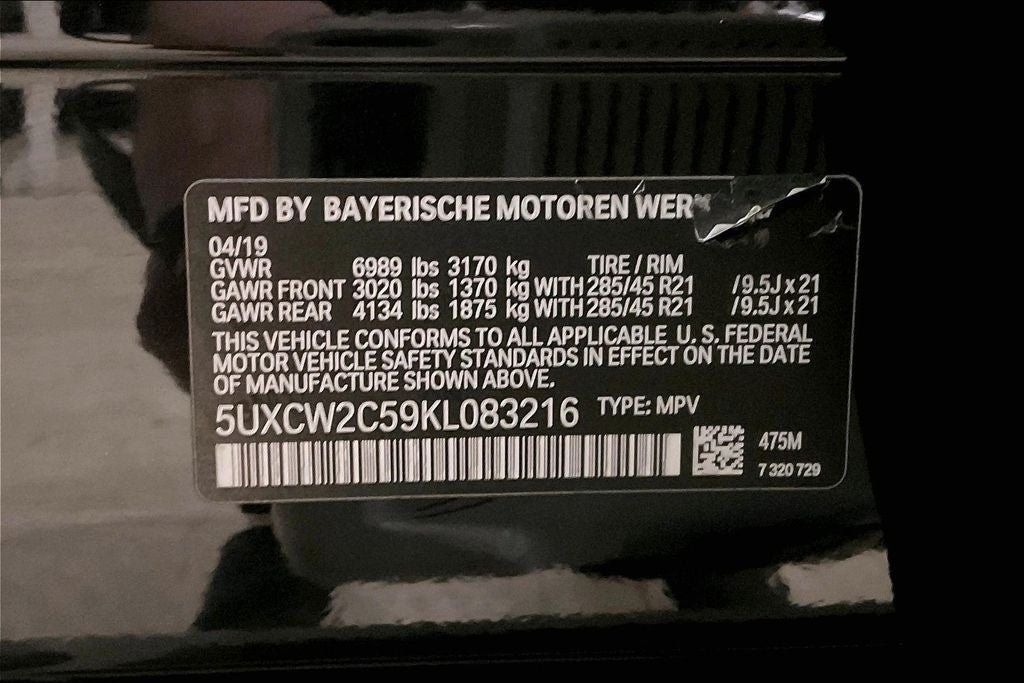 MFD BY BAYERISCHE MOTOREN
04/19
GVWR 6989 lbs 3170 kg TIRE / RIM
GAWR FRONT 3020 lbs 1370 kg WITH 285/45 R21 /9.5J x 21
GAWR REAR 4134 lbs 1875 kg WITH 285/45 R21 /9.5J x 21
THIS VEHICLE CONFORMS TO ALL APPLICABLE U. S. FEDERAL
MOTOR VEHICLE SAFETY STANDARDS IN EFFECT ON THE DATE
OF MANUFACTURE SHOWN ABOVE.
5UXCW2C59KL083216 TYPE: MPV
475M
7 320 729